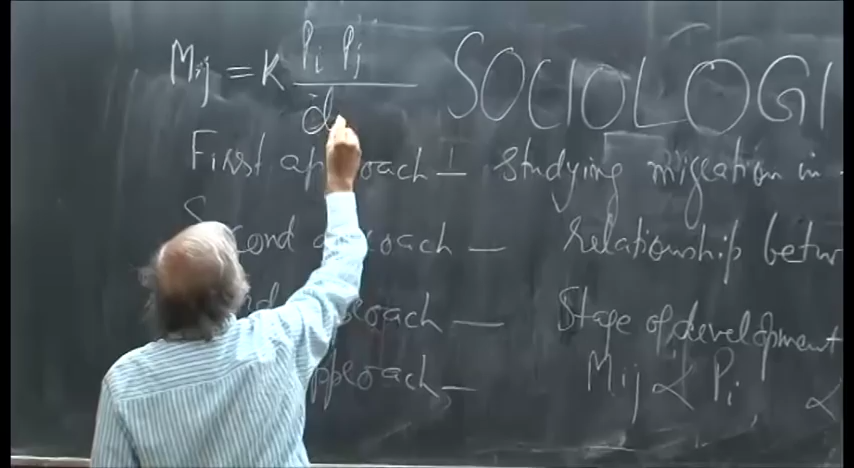 Mij = K Pi Pj / d SOCIOLOGI
First approach - Studying migration in
Second approach - relationship betw
approach - Stage of development
approach - Mij ∝ Pi ∝